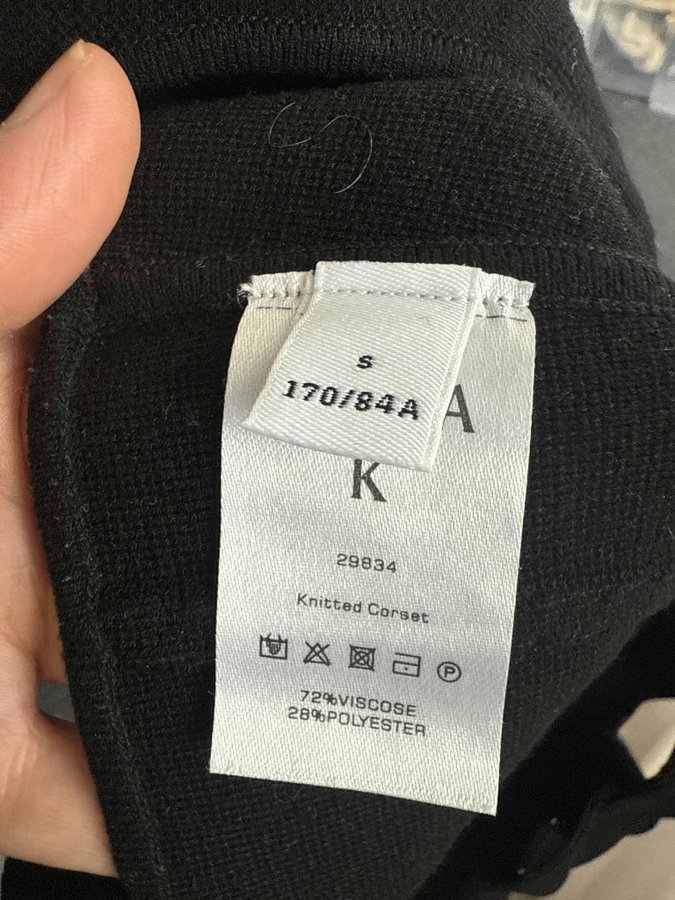 S
170/84A
A
K
29834
Knitted Corset
P
72%VISCOSE
28%POLYESTER